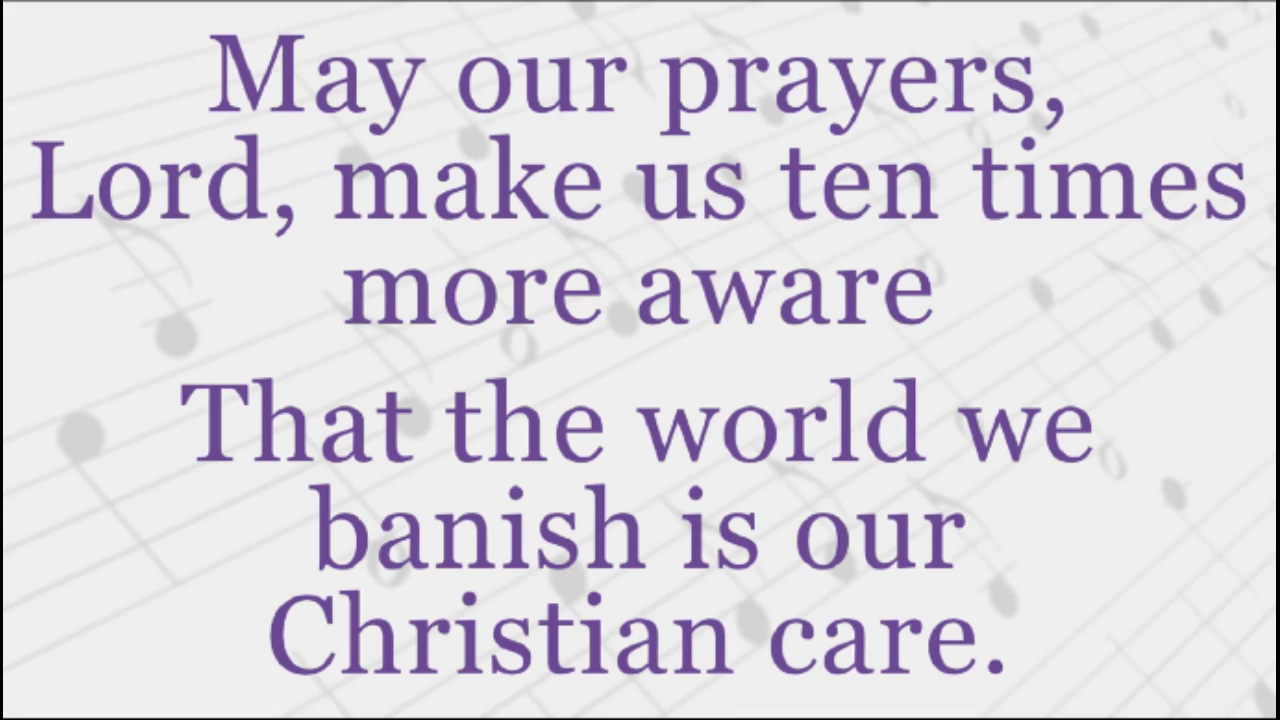 May our prayers,
Lord, make us ten times
more aware
That the world we
banish is our
Christian care.